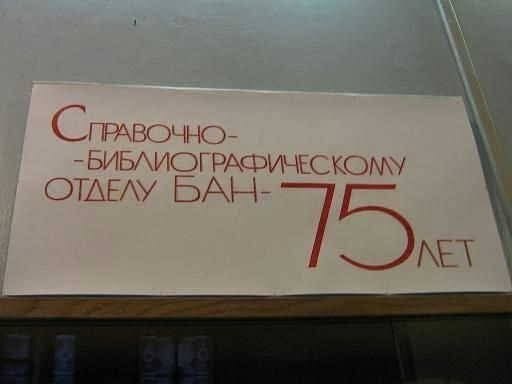 Справочно-
-библиографическому
отделу БАН-75 лет